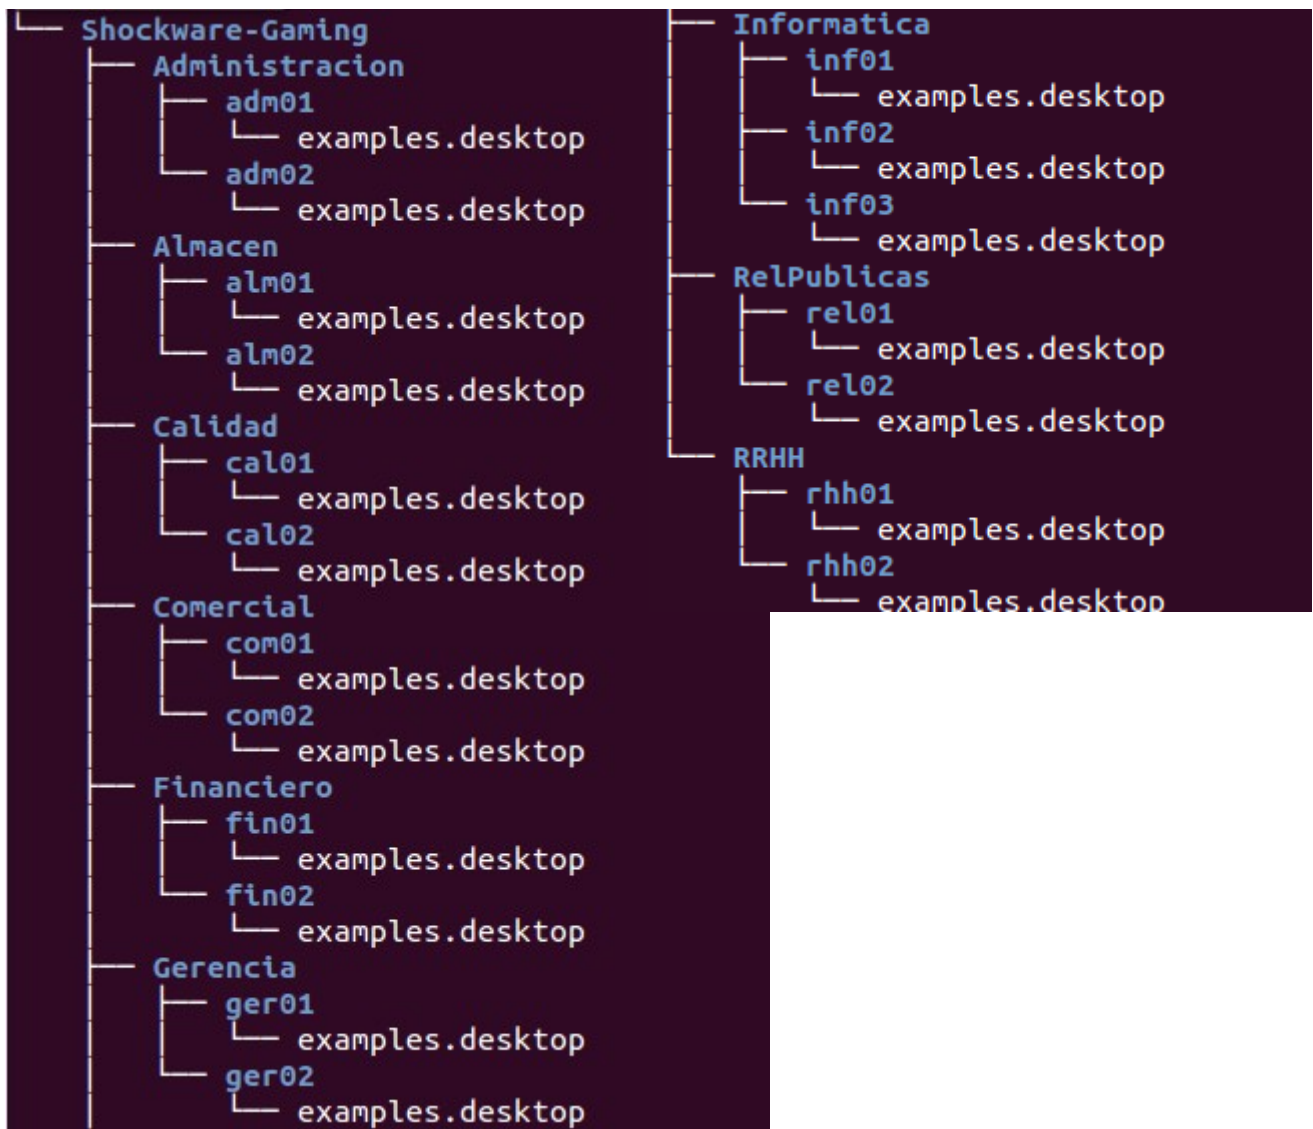 └── Shockware-Gaming
    ├── Administracion
    │   ├── adm01
    │   │   └── examples.desktop
    │   └── adm02
    │       └── examples.desktop
    ├── Almacen
    │   ├── alm01
    │   │   └── examples.desktop
    │   └── alm02
    │       └── examples.desktop
    ├── Calidad
    │   ├── cal01
    │   │   └── examples.desktop
    │   └── cal02
    │       └── examples.desktop
    ├── Comercial
    │   ├── com01
    │   │   └── examples.desktop
    │   └── com02
    │       └── examples.desktop
    ├── Financiero
    │   ├── fin01
    │   │   └── examples.desktop
    │   └── fin02
    │       └── examples.desktop
    ├── Gerencia
    │   ├── ger01
    │   │   └── examples.desktop
    │   └── ger02
    │       └── examples.desktop
    ├── Informatica
    │   ├── inf01
    │   │   └── examples.desktop
    │   ├── inf02
    │   │   └── examples.desktop
    │   └── inf03
    │       └── examples.desktop
    ├── RelPublicas
    │   ├── rel01
    │   │   └── examples.desktop
    │   └── rel02
    │       └── examples.desktop
    └── RRHH
        ├── rhh01
        │   └── examples.desktop
        └── rhh02
            └── examples.desktop